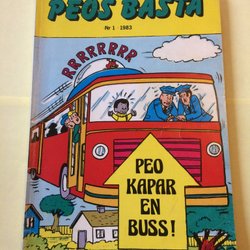 PEOS BÄSTA
Nr 1 · 1983
RRRRRRRR
PEO
KAPAR
EN
BUSS!